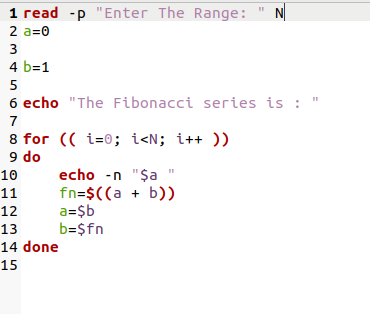 1 read -p "Enter The Range: " N
2 a=0
3
4 b=1
5
6 echo "The Fibonacci series is : "
7
8 for (( i=0; i<N; i++ ))
9 do
10     echo -n "$a "
11     fn=$((a + b))
12     a=$b
13     b=$fn
14 done
15